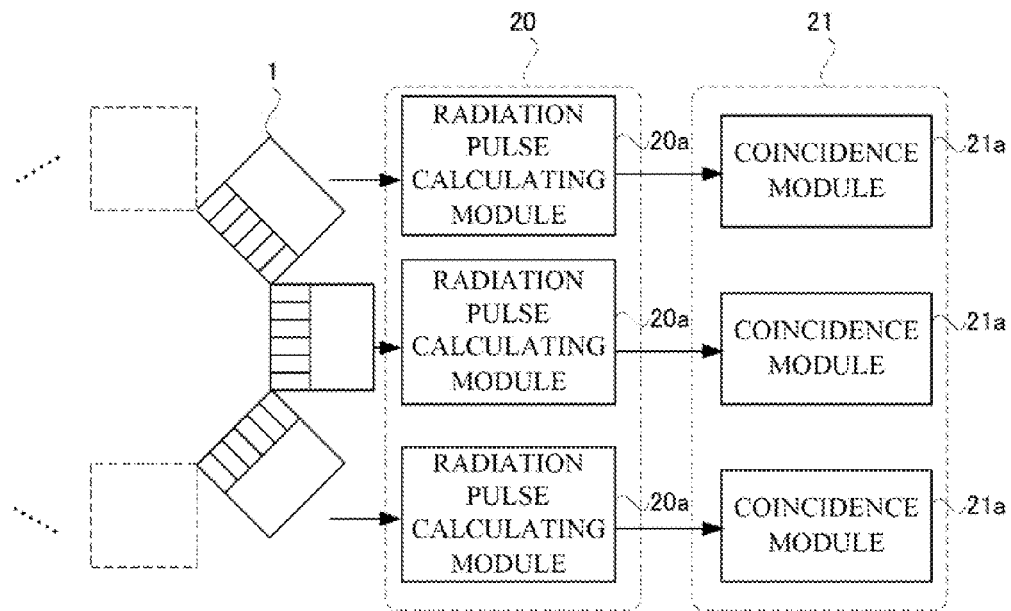 20
21
1
RADIATION
PULSE
CALCULATING
MODULE
20a
COINCIDENCE
MODULE
21a
RADIATION
PULSE
CALCULATING
MODULE
20a
COINCIDENCE
MODULE
21a
RADIATION
PULSE
CALCULATING
MODULE
20a
COINCIDENCE
MODULE
21a